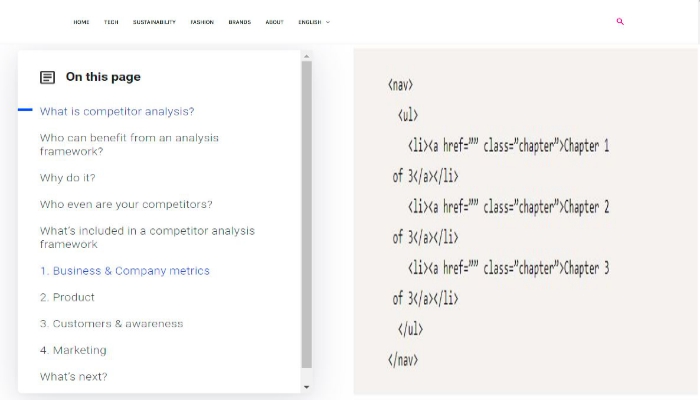 HOME TECH SUSTAINABILITY FASHION BRANDS ABOUT ENGLISH
On this page
What is competitor analysis?
Who can benefit from an analysis
framework?
Why do it?
Who even are your competitors?
What's included in a competitor analysis
framework
1. Business & Company metrics
2. Product
3. Customers & awareness
4. Marketing
What's next?
<nav>
<ul>
<li><a href="" class="chapter">Chapter 1
of 3</a></li>
<li><a href="" class="chapter">Chapter 2
of 3</a></li>
<li><a href="" class="chapter">Chapter 3
of 3</a></li>
</ul>
</nav>